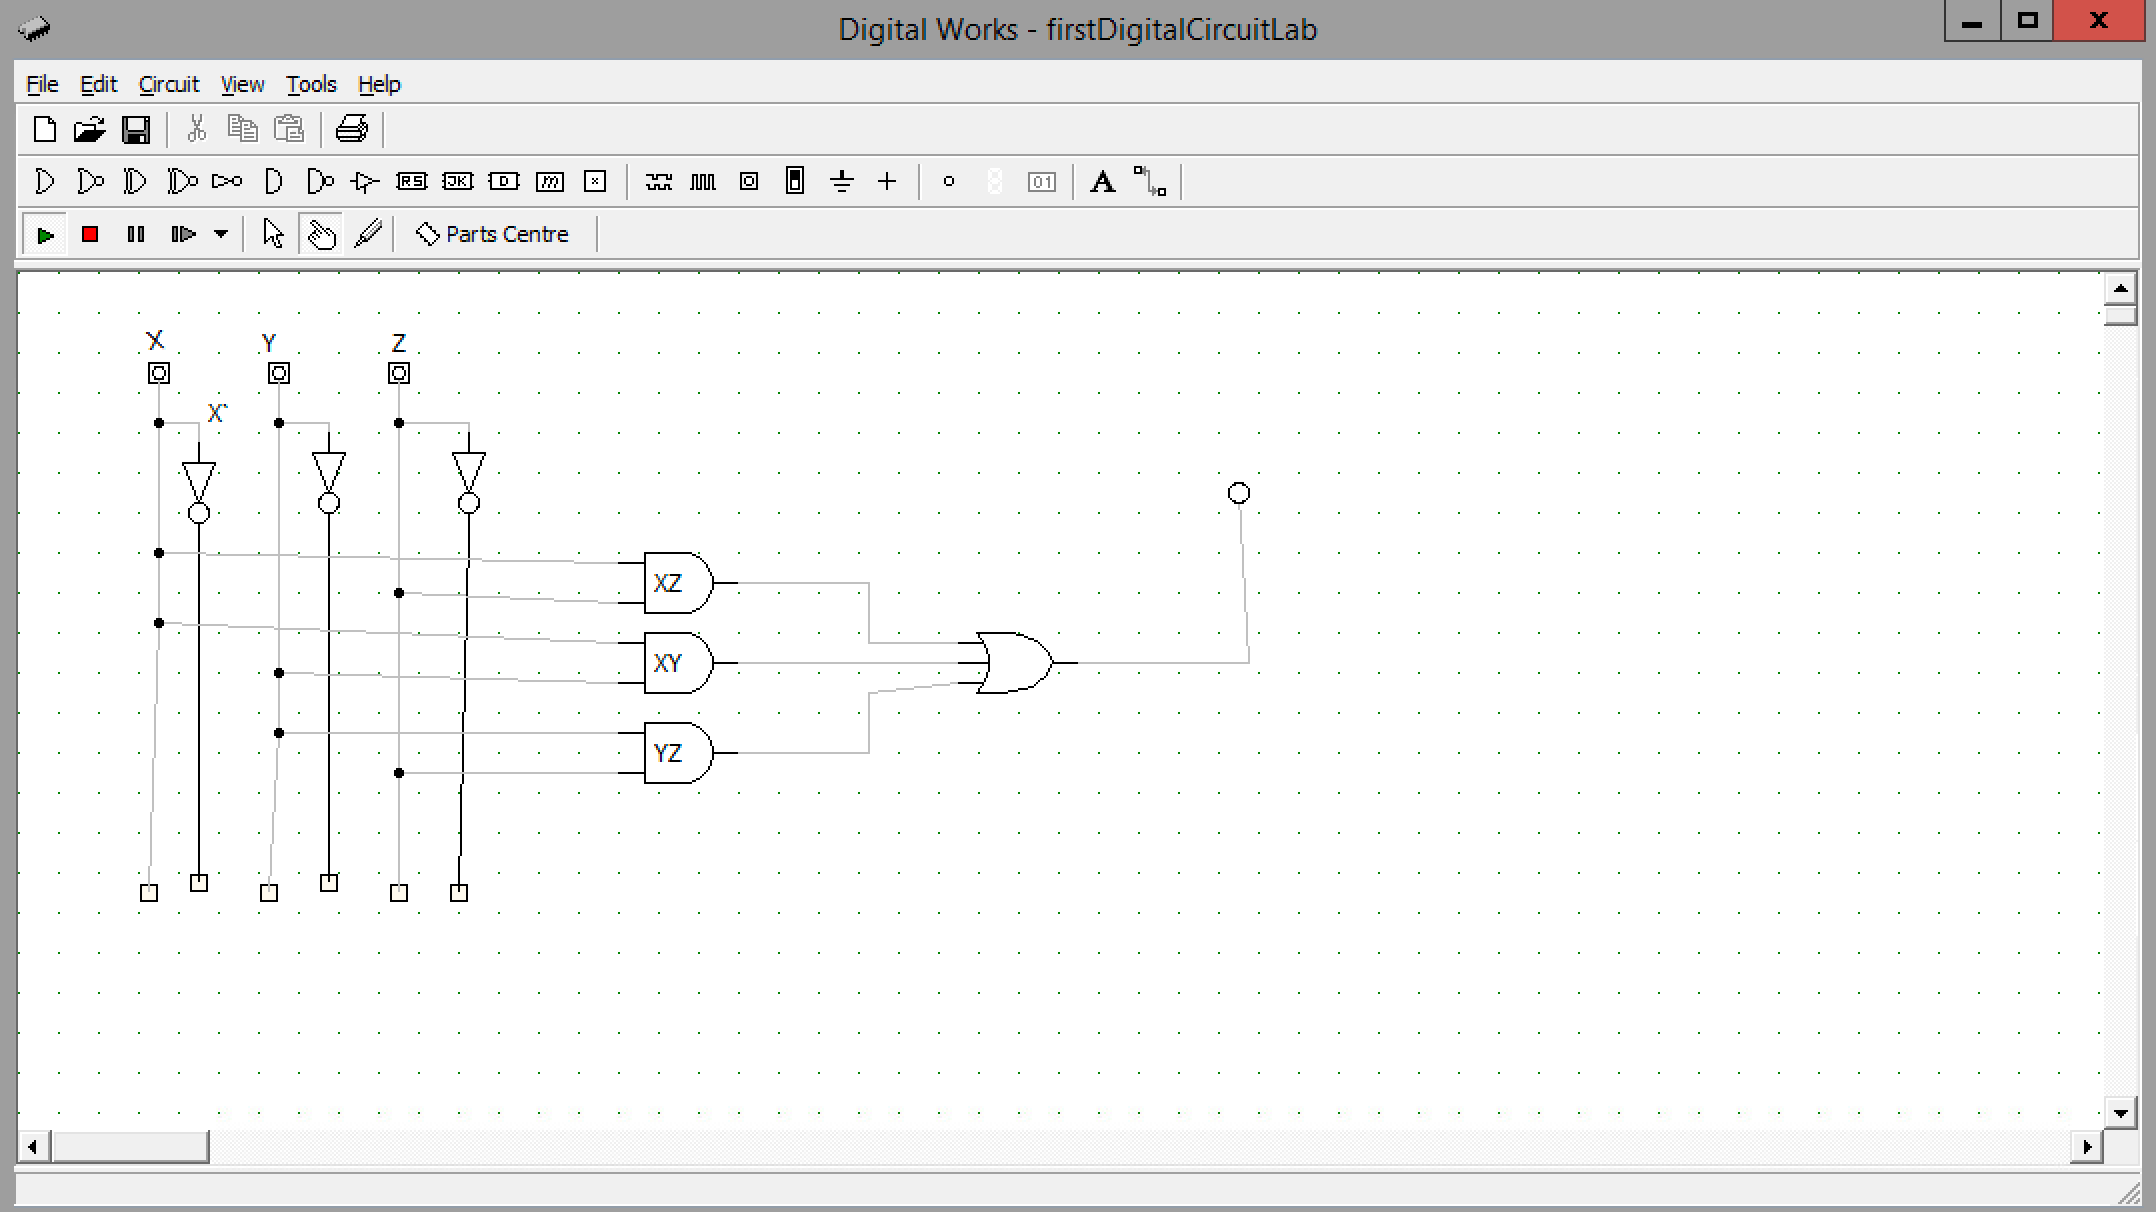 Digital Works - firstDigitalCircuitLab
X
File Edit Circuit View Tools Help
RS JK D m x 01 A
Parts Centre
X Y Z
X`
XZ
XY
YZ